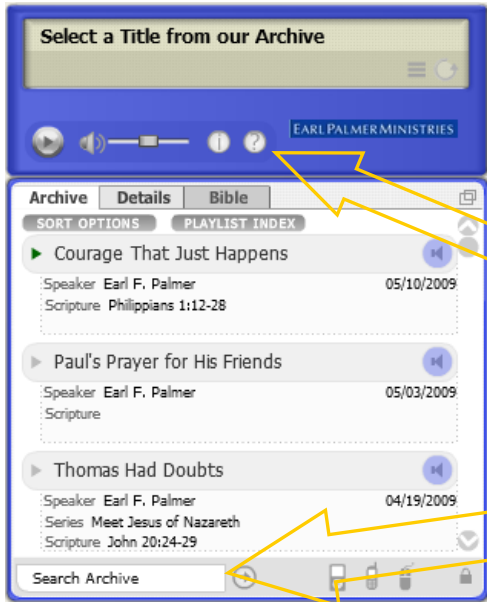 Select a Title from our Archive
EARL PALMER MINISTRIES
Archive Details Bible
SORT OPTIONS PLAYLIST INDEX
Courage That Just Happens
Speaker Earl F. Palmer 05/10/2009
Scripture Philippians 1:12-28
Paul's Prayer for His Friends
Speaker Earl F. Palmer 05/03/2009
Scripture
Thomas Had Doubts
Speaker Earl F. Palmer 04/19/2009
Series Meet Jesus of Nazareth
Scripture John 20:24-29
Search Archive